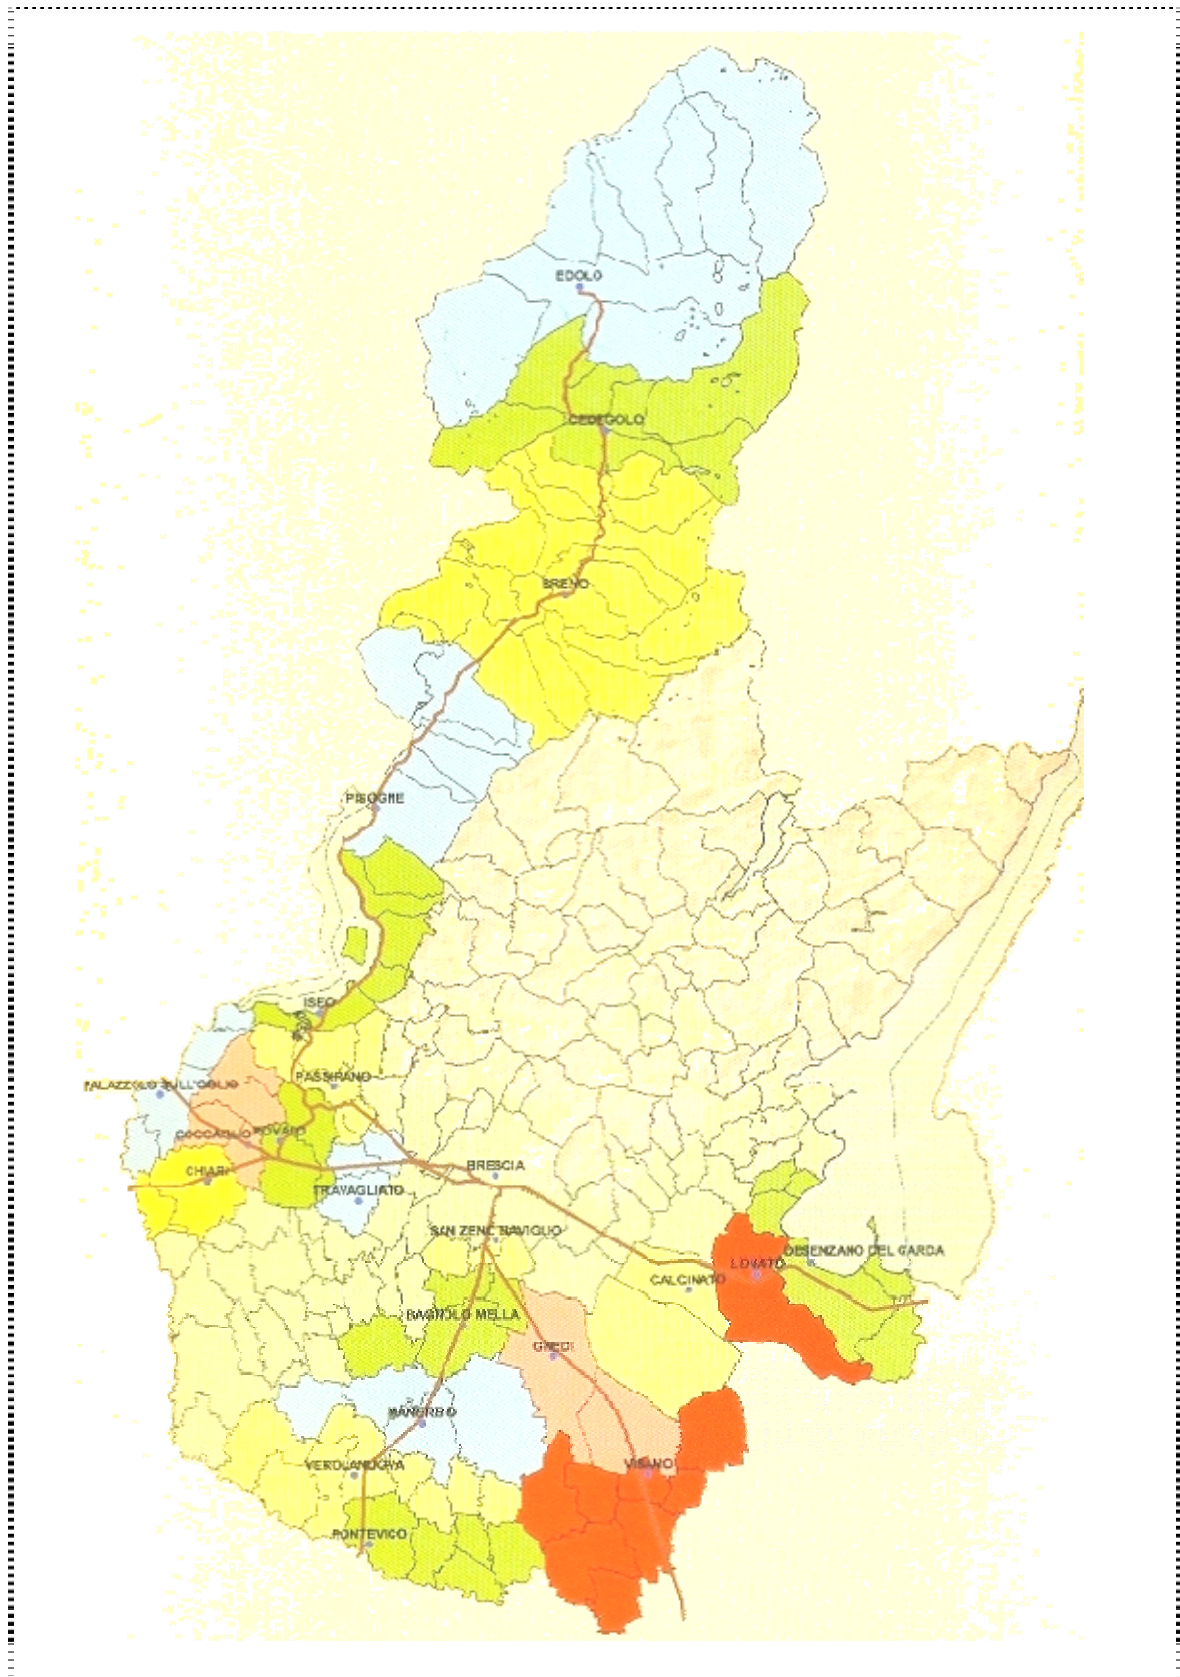 EDOLO
CEDEGOLO
BRENO
PISOGNE
ISEO
PASSIRANO
PALAZZOLO SULL'OGLIO
COCCAGLIO
ROVATO
CHIARI
BRESCIA
TRAVAGLIATO
SAN ZENO NAVIGLIO
DESENZANO DEL GARDA
LONATO
CALCINATO
BAGNOLO MELLA
GHEDI
MANERBIO
VEROLANUOVA
VISANO
PONTEVICO